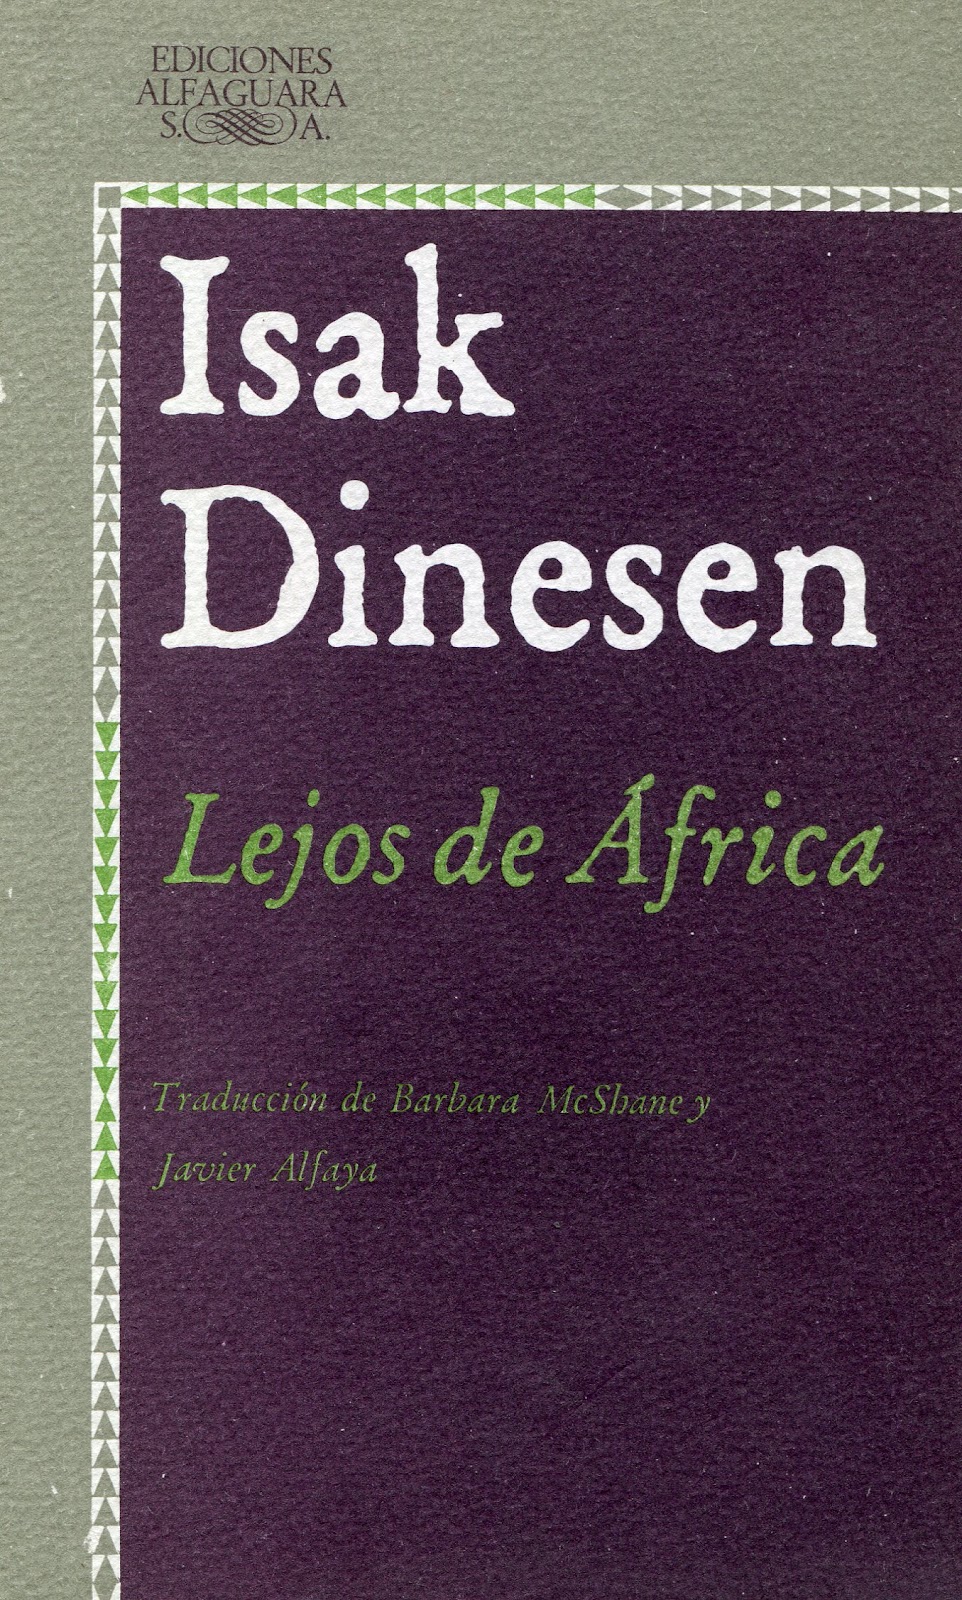 EDICIONES
ALFAGUARA
S. A.
Isak
Dinesen
Lejos de África
Traducción de Barbara McShane y
Javier Alfaya